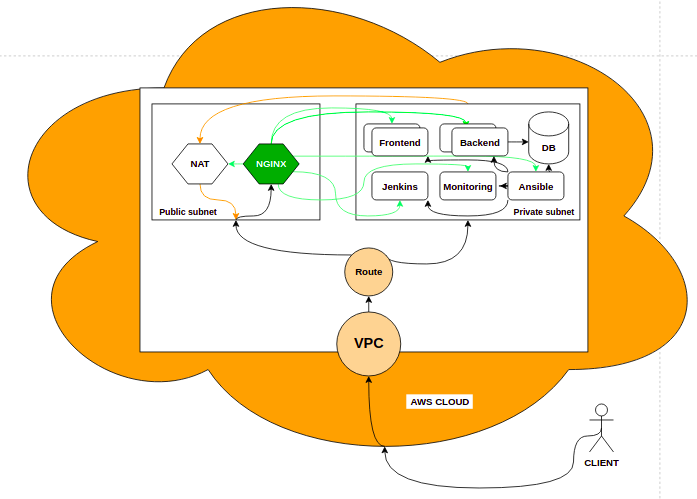 NAT
NGINX
Frontend
Backend
DB
Jenkins
Monitoring
Ansible
Public subnet
Private subnet
Route
VPC
AWS CLOUD
CLIENT